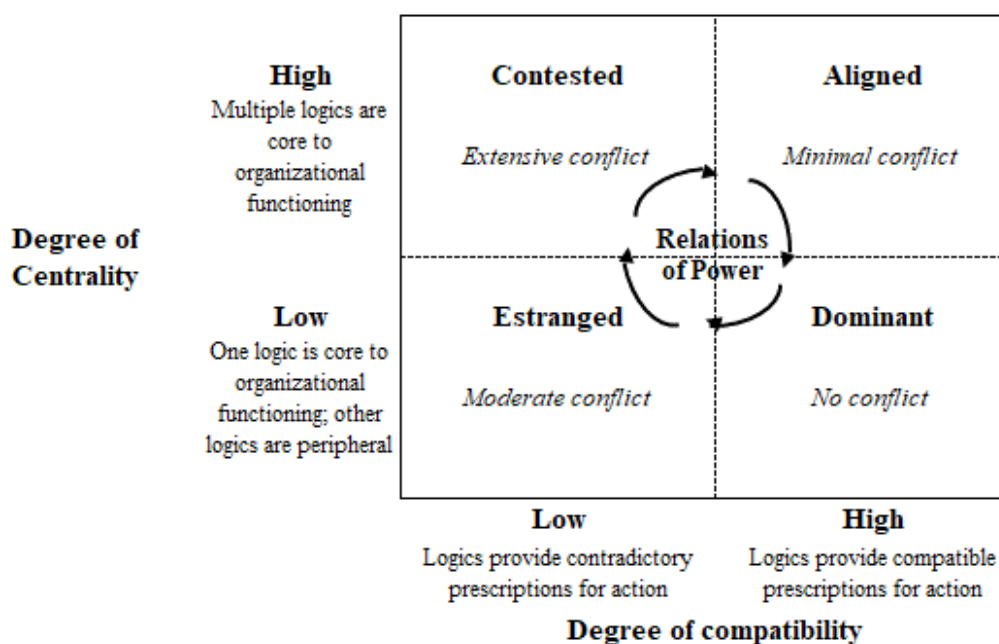 High
Multiple logics are
core to
organizational
functioning
Contested
Extensive conflict
Aligned
Minimal conflict
Degree of
Centrality
Relations
of Power
Low
One logic is core to
organizational
functioning; other
logics are peripheral
Estranged
Moderate conflict
Dominant
No conflict
Low
Logics provide contradictory
prescriptions for action
High
Logics provide compatible
prescriptions for action
Degree of compatibility